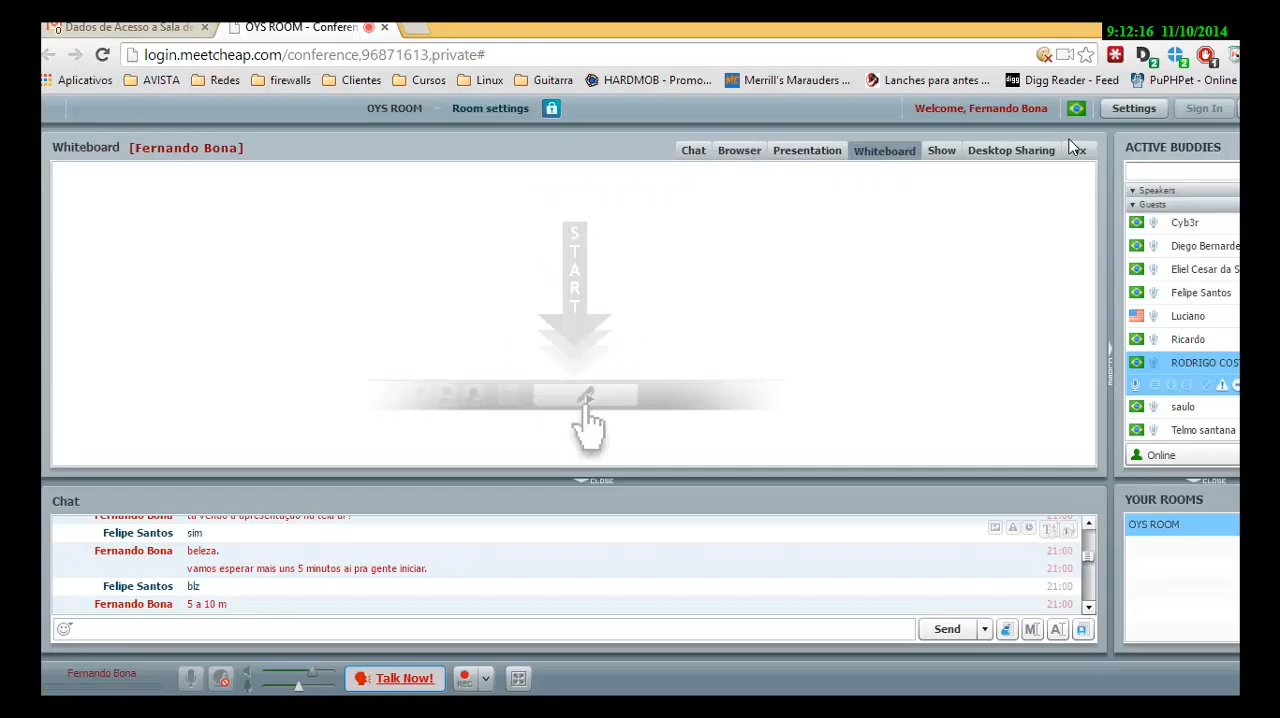 Dados de Acesso a Sala de
OYS ROOM - Conferen
9:12:16 11/10/2014
login.meetcheap.com/conference,96871613,private#
Aplicativos AVISTA Redes firewalls Clientes Cursos Linux Guitarra HARDMOB - Promo... Merrill's Marauders ... Lanches para antes ... Digg Reader - Feed PuPHPet - Online
OYS ROOM Room settings Welcome, Fernando Bona Settings Sign In
Whiteboard [Fernando Bona] Chat Browser Presentation Whiteboard Show Desktop Sharing
ACTIVE BUDDIES
Speakers
Guests
Cyb3r
Diego Bernarde
Eliel Cesar da S
Felipe Santos
Luciano
Ricardo
RODRIGO COS
saulo
Telmo santana
Online
START
CLOSE
CLOSE
Chat
YOUR ROOMS
OYS ROOM
Felipe Santos sim
Fernando Bona beleza. 21:00
vamos esperar mais uns 5 minutos ai pra gente iniciar. 21:00
Felipe Santos blz 21:00
Fernando Bona 5 a 10 m 21:00
Send
Fernando Bona Talk Now! REC